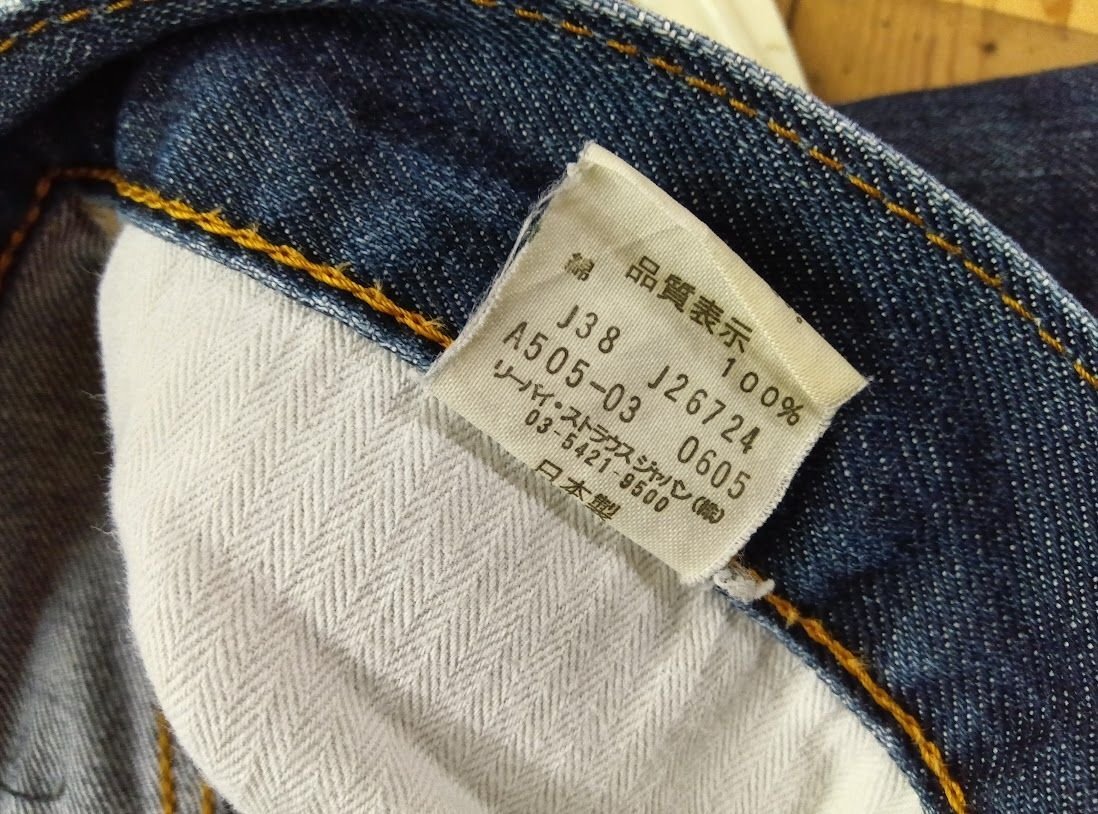 品質表示
綿 100%
J38 J26724
A505-03 0605
リーバイ・ストラウスジャパン(株)
03-5421-9500
日本製